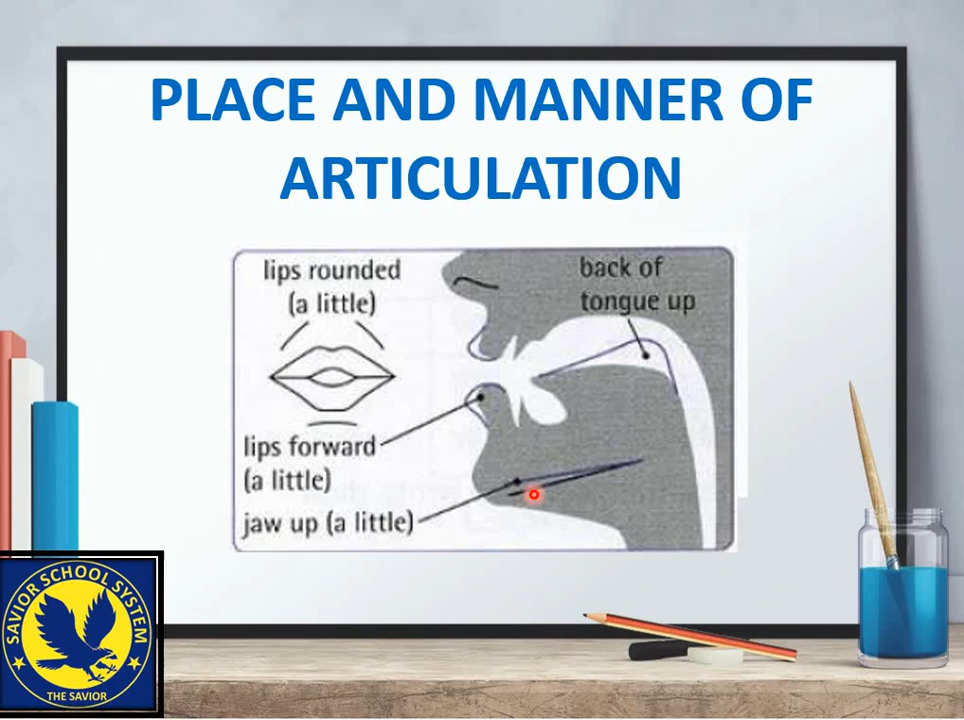 PLACE AND MANNER OF
ARTICULATION
lips rounded
(a little)
back of
tongue up
lips forward
(a little)
jaw up (a little)
SAVIOR SCHOOL SYSTEM
THE SAVIOR